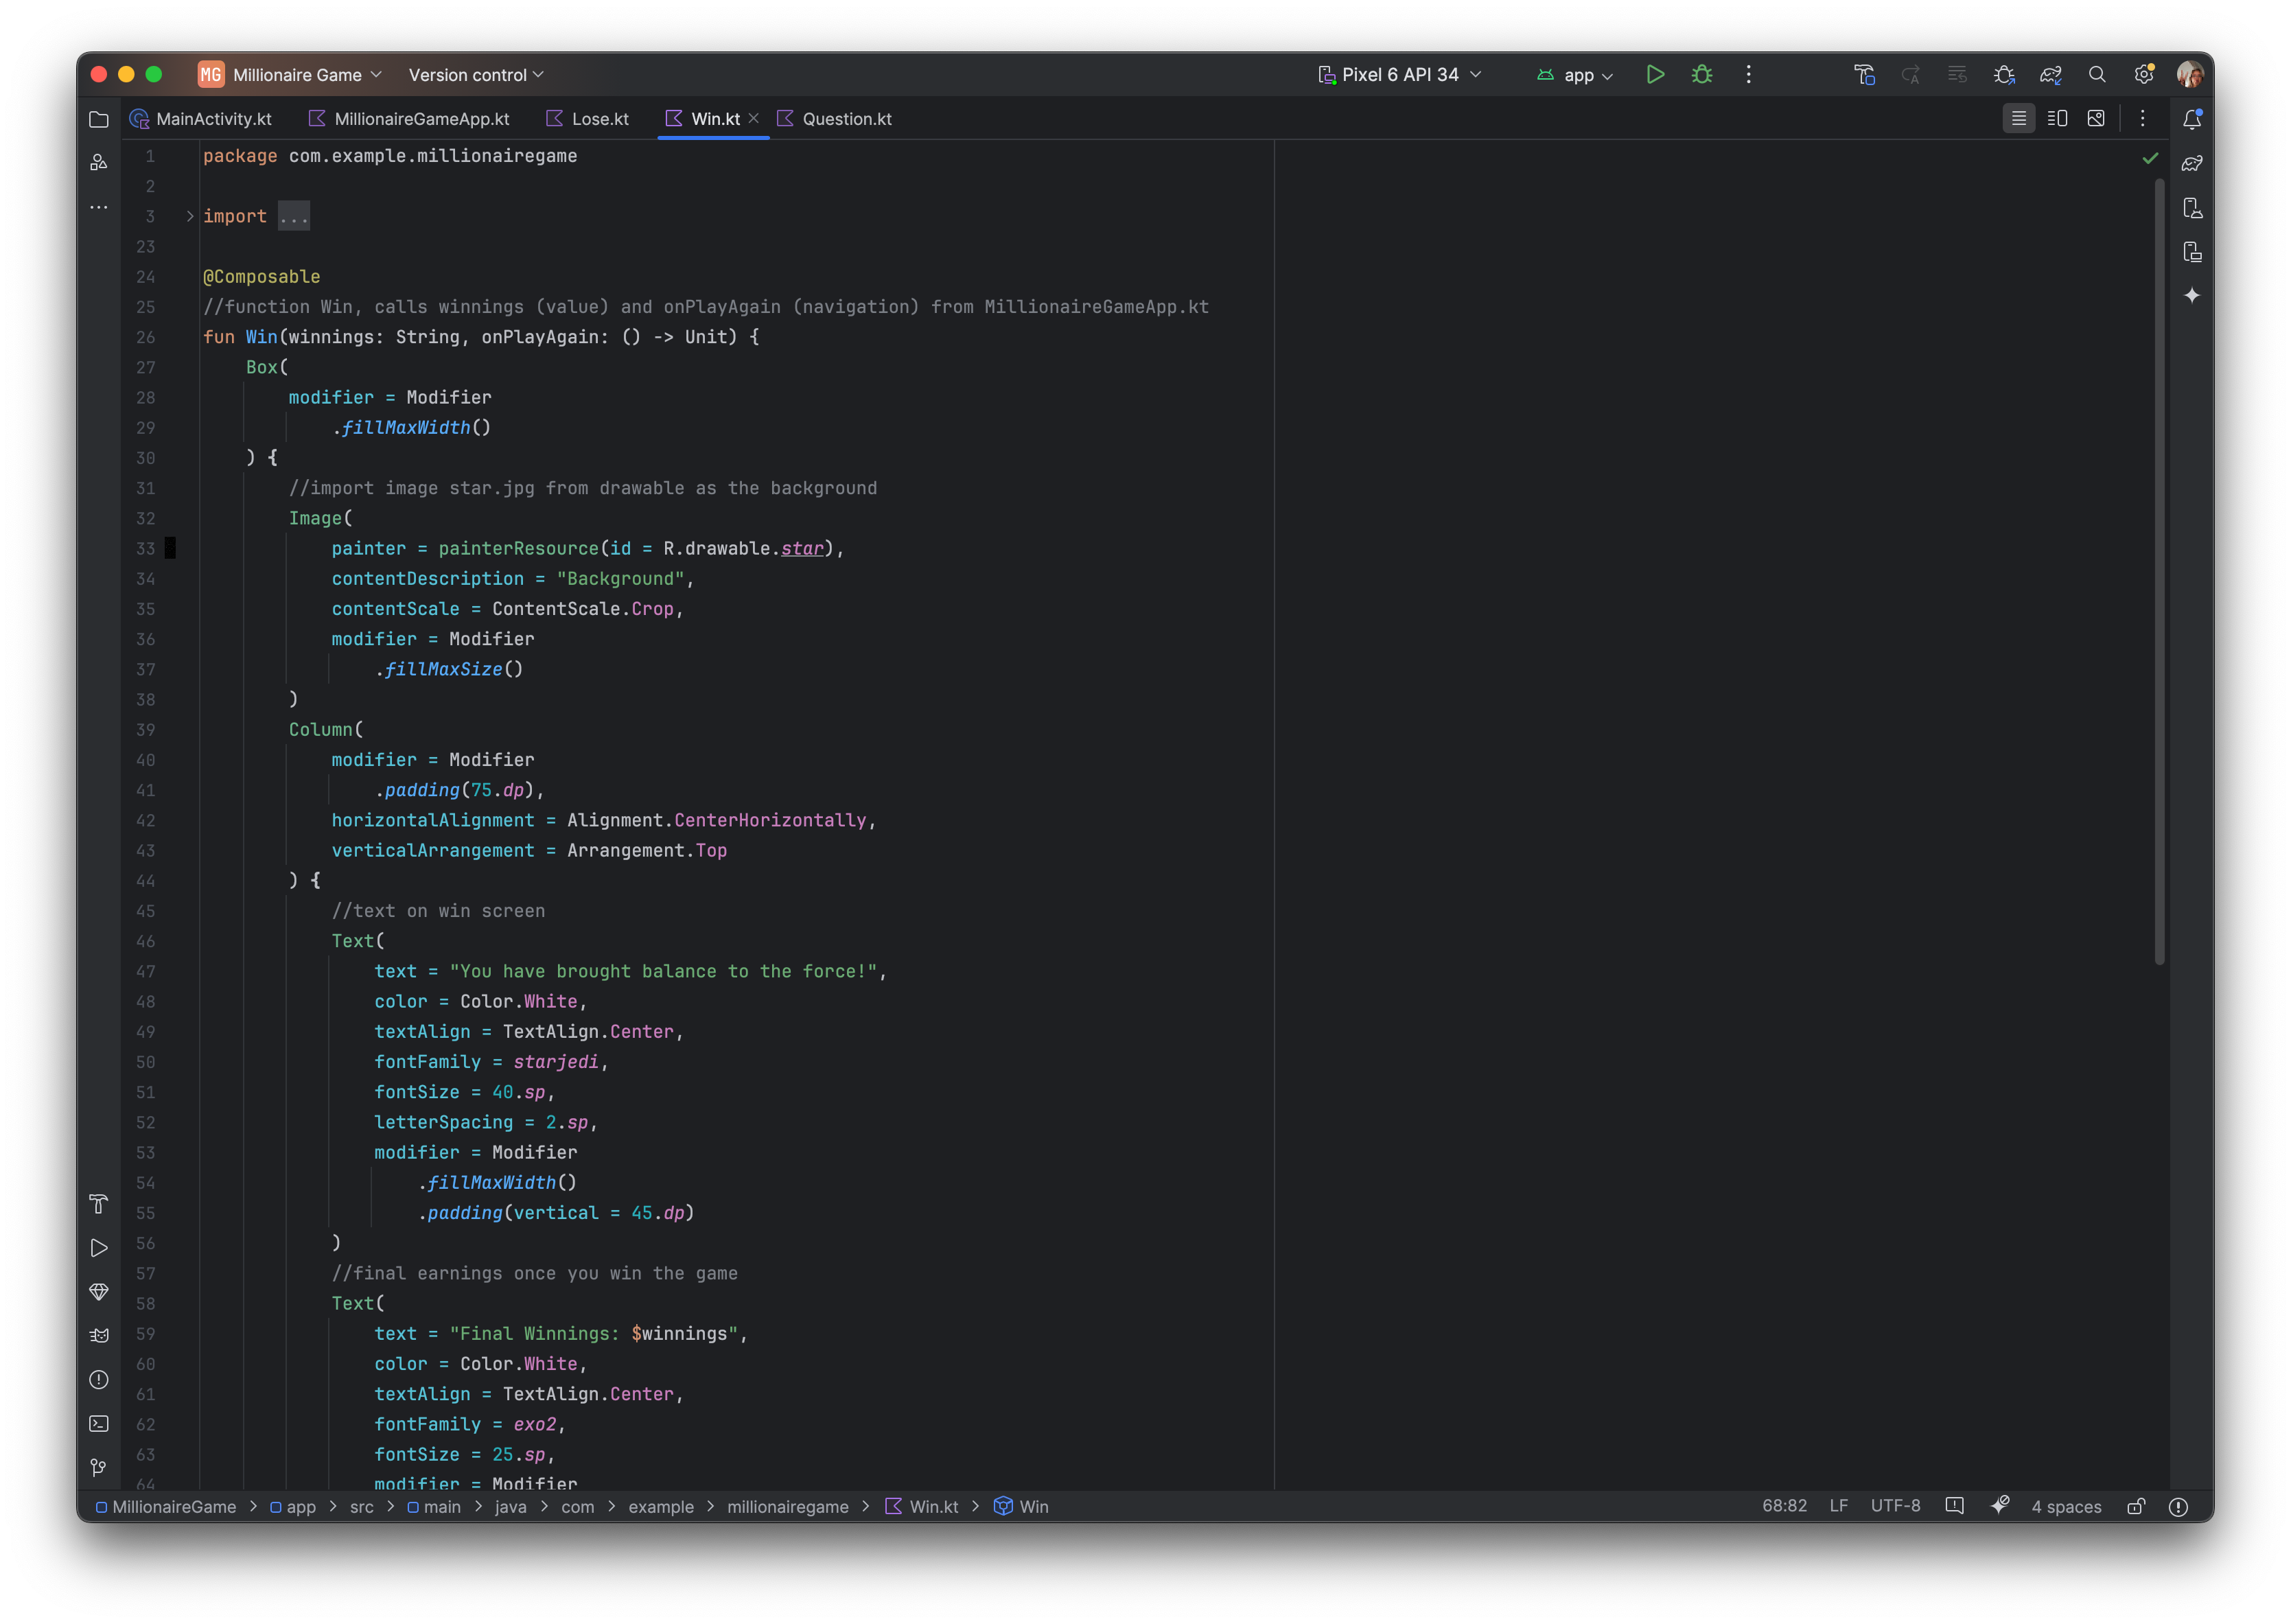 MG Millionaire Game Version control Pixel 6 API 34 app
MainActivity.kt MillionaireGameApp.kt Lose.kt Win.kt Question.kt
1 package com.example.millionairegame
2
3 import ...
23
24 @Composable
25 //function Win, calls winnings (value) and onPlayAgain (navigation) from MillionaireGameApp.kt
26 fun Win(winnings: String, onPlayAgain: () -> Unit) {
27 Box(
28 modifier = Modifier
29 .fillMaxWidth()
30 ) {
31 //import image star.jpg from drawable as the background
32 Image(
33 painter = painterResource(id = R.drawable.star),
34 contentDescription = "Background",
35 contentScale = ContentScale.Crop,
36 modifier = Modifier
37 .fillMaxSize()
38 )
39 Column(
40 modifier = Modifier
41 .padding(75.dp),
42 horizontalAlignment = Alignment.CenterHorizontally,
43 verticalArrangement = Arrangement.Top
44 ) {
45 //text on win screen
46 Text(
47 text = "You have brought balance to the force!",
48 color = Color.White,
49 textAlign = TextAlign.Center,
50 fontFamily = starjedi,
51 fontSize = 40.sp,
52 letterSpacing = 2.sp,
53 modifier = Modifier
54 .fillMaxWidth()
55 .padding(vertical = 45.dp)
56 )
57 //final earnings once you win the game
58 Text(
59 text = "Final Winnings: $winnings",
60 color = Color.White,
61 textAlign = TextAlign.Center,
62 fontFamily = exo2,
63 fontSize = 25.sp,
64 modifier = Modifier
MillionaireGame > app > src > main > java > com > example > millionairegame > Win.kt > Win 68:82 LF UTF-8 4 spaces